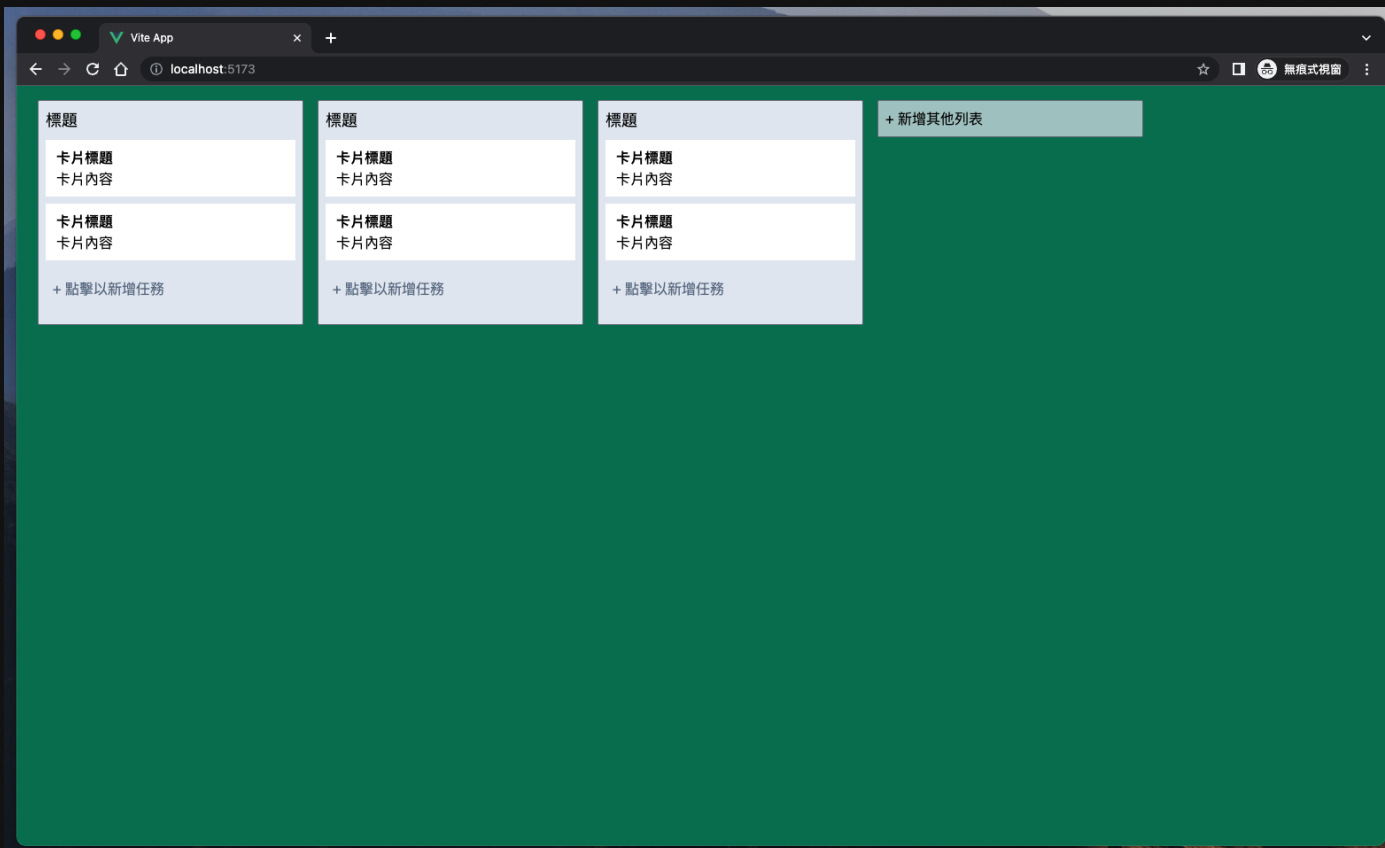 Vite App
localhost:5173
無痕式視窗
標題
卡片標題
卡片內容
卡片標題
卡片內容
+ 點擊以新增任務
標題
卡片標題
卡片內容
卡片標題
卡片內容
+ 點擊以新增任務
標題
卡片標題
卡片內容
卡片標題
卡片內容
+ 點擊以新增任務
+ 新增其他列表